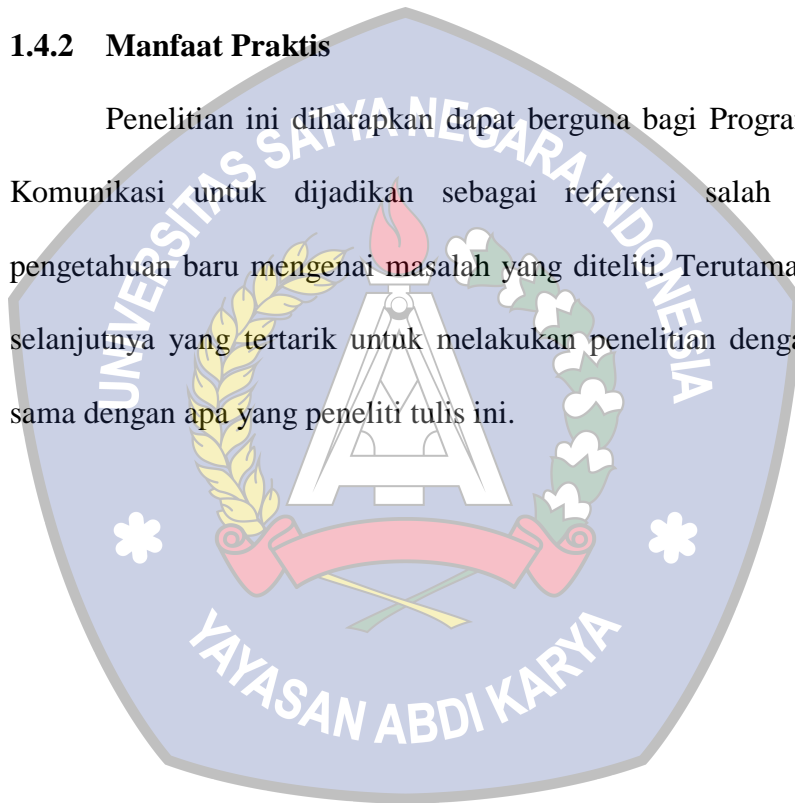 1.4.2 Manfaat Praktis
Penelitian ini diharapkan dapat berguna bagi
Komunikasi untuk dijadikan sebagai referensi salah
pengetahuan baru mengenai masalah yang diteliti. Terutama
selanjutnya yang tertarik untuk melakukan penelitian
sama dengan apa yang peneliti tulis ini.
UNIVERSITAS SATYA NEGARA INDONESIA
YAYASAN ABDI KARYA